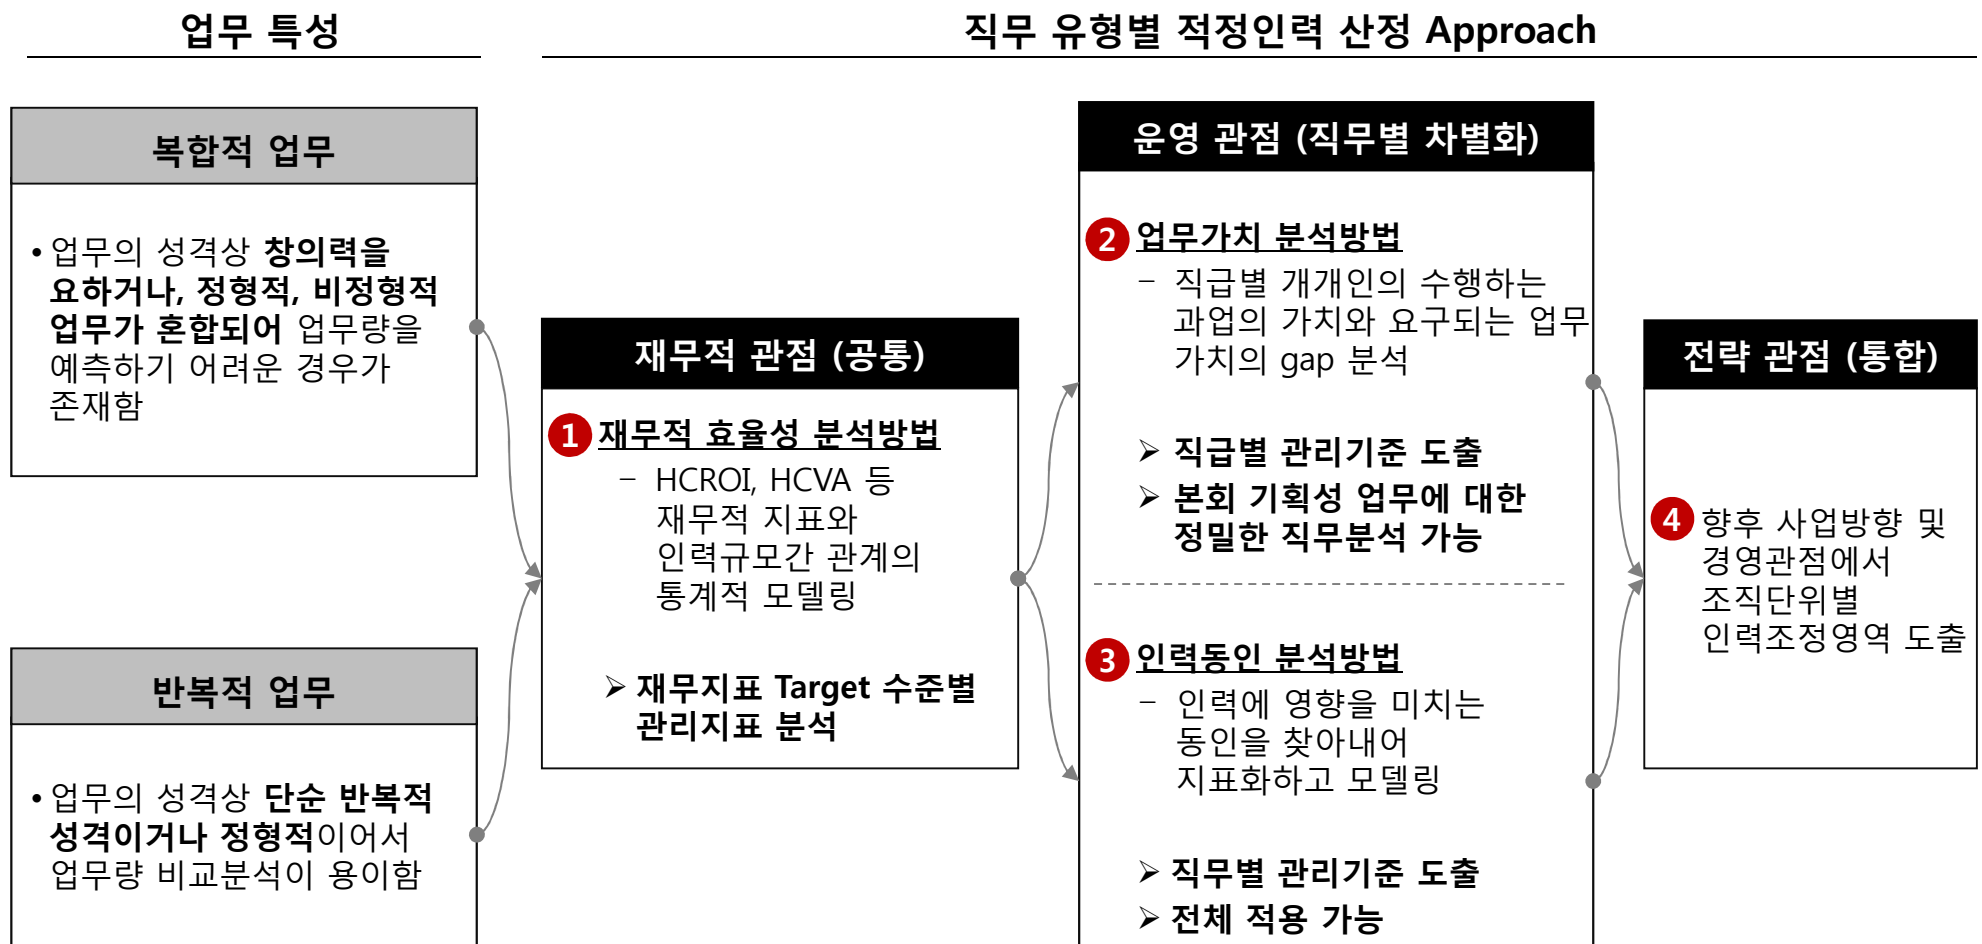 업무 특성
직무 유형별 적정인력 산정 Approach
복합적 업무
• 업무의 성격상 창의력을
요하거나, 정형적, 비정형적
업무가 혼합되어 업무량을
예측하기 어려운 경우가
존재함
반복적 업무
• 업무의 성격상 단순 반복적
성격이거나 정형적이어서
업무량 비교분석이 용이함
재무적 관점 (공통)
1 재무적 효율성 분석방법
– HCROI, HCVA 등
재무적 지표와
인력규모간 관계의
통계적 모델링
➢ 재무지표 Target 수준별
관리지표 분석
운영 관점 (직무별 차별화)
2 업무가치 분석방법
– 직급별 개개인의 수행하는
과업의 가치와 요구되는 업무
가치의 gap 분석
➢ 직급별 관리기준 도출
➢ 본회 기획성 업무에 대한
정밀한 직무분석 가능
3 인력동인 분석방법
– 인력에 영향을 미치는
동인을 찾아내어
지표화하고 모델링
➢ 직무별 관리기준 도출
➢ 전체 적용 가능
전략 관점 (통합)
4 향후 사업방향 및
경영관점에서
조직단위별
인력조정영역 도출